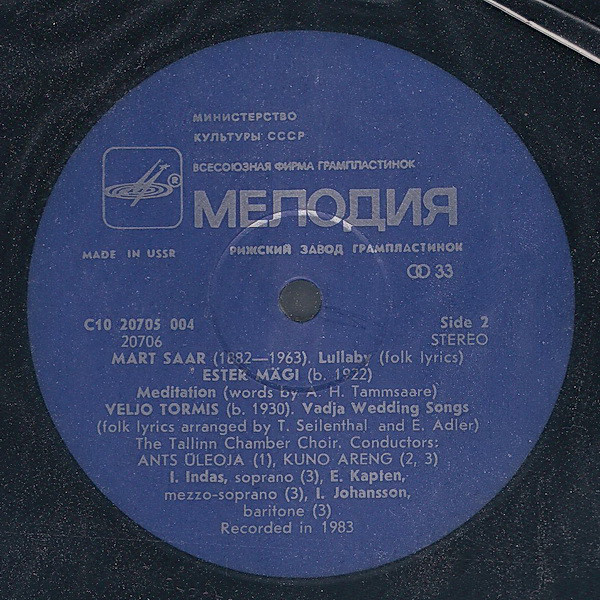 МИНИСТЕРСТВО
КУЛЬТУРЫ СССР
ВСЕСОЮЗНАЯ ФИРМА ГРАМПЛАСТИНОК
®
МЕЛОДИЯ
MADE IN USSR
РИЖСКИЙ ЗАВОД ГРАМПЛАСТИНОК
33
C10 20705 004
Side 2
20706
STEREO
MART SAAR (1882—1963). Lullaby (folk lyrics)
ESTER MÄGI (b. 1922)
Meditation (words by A. H. Tammsaare)
VELJO TORMIS (b. 1930). Vadja Wedding Songs
(folk lyrics arranged by T. Seilenthal and E. Adler)
The Tallinn Chamber Choir. Conductors:
ANTS ÜLEOJA (1), KUNO ARENG (2, 3)
I. Indas, soprano (3), E. Kapten,
mezzo-soprano (3), I. Johansson,
baritone (3)
Recorded in 1983